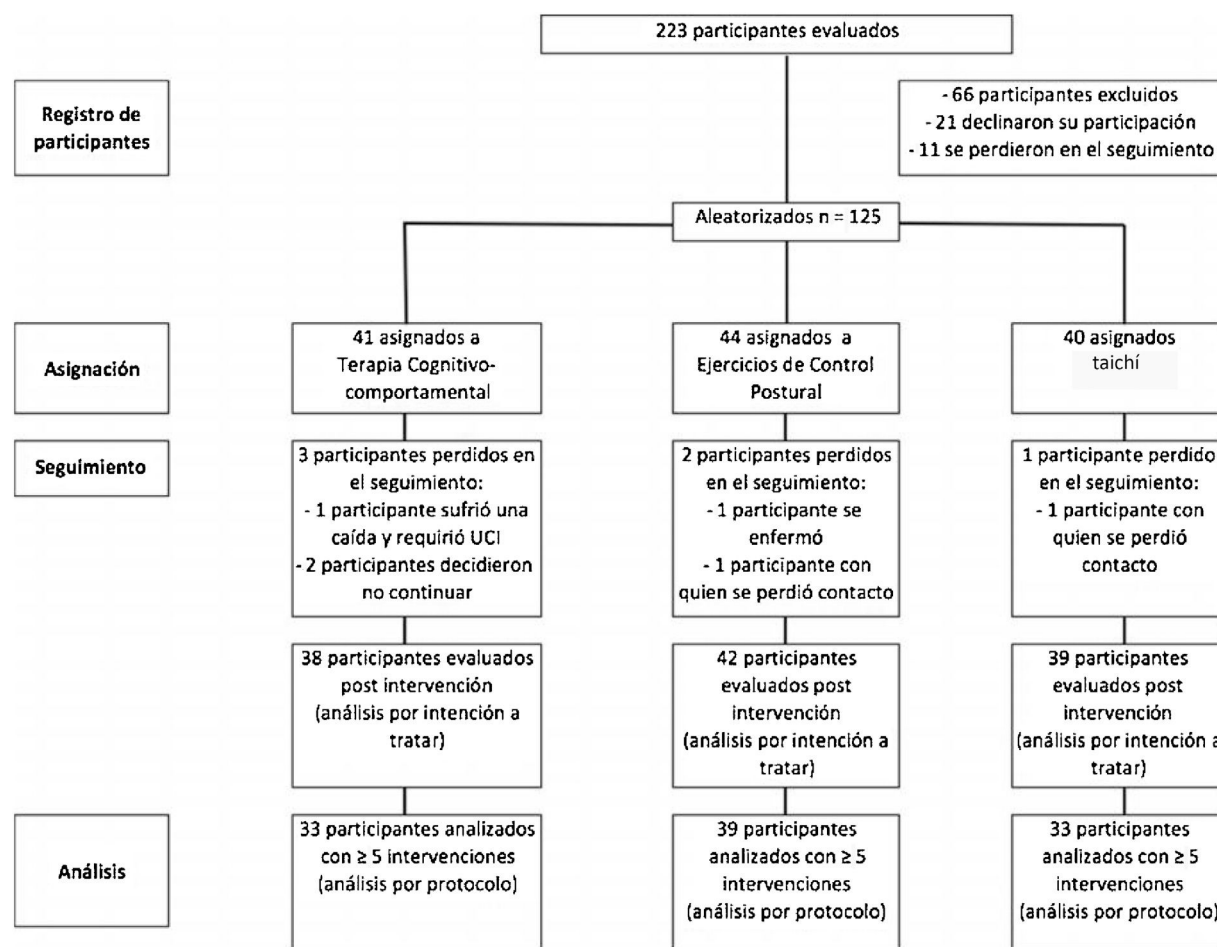 223 participantes evaluados
Registro de
participantes
- 66 participantes excluidos
- 21 declinaron su participación
- 11 se perdieron en el seguimiento
Aleatorizados n = 125
Asignación
41 asignados a
Terapia Cognitivo-
comportamental
44 asignados a
Ejercicios de Control
Postural
40 asignados
taichí
Seguimiento
3 participantes perdidos en
el seguimiento:
- 1 participante sufrió una
caída y requirió UCI
- 2 participantes decidieron
no continuar
2 participantes perdidos
en el seguimiento:
- 1 participante se
enfermó
- 1 participante con
quien se perdió contacto
1 participante perdido
en el seguimiento:
- 1 participante con
quien se perdió
contacto
38 participantes evaluados
post intervención
(análisis por intención a
tratar)
42 participantes
evaluados post
intervención
(análisis por intención a
tratar)
39 participantes
evaluados post
intervención
(análisis por intención a
tratar)
Análisis
33 participantes analizados
con ≥ 5 intervenciones
(análisis por protocolo)
39 participantes
analizados con ≥ 5
intervenciones
(análisis por protocolo)
33 participantes
analizados con ≥ 5
intervenciones
(análisis por protocolo)